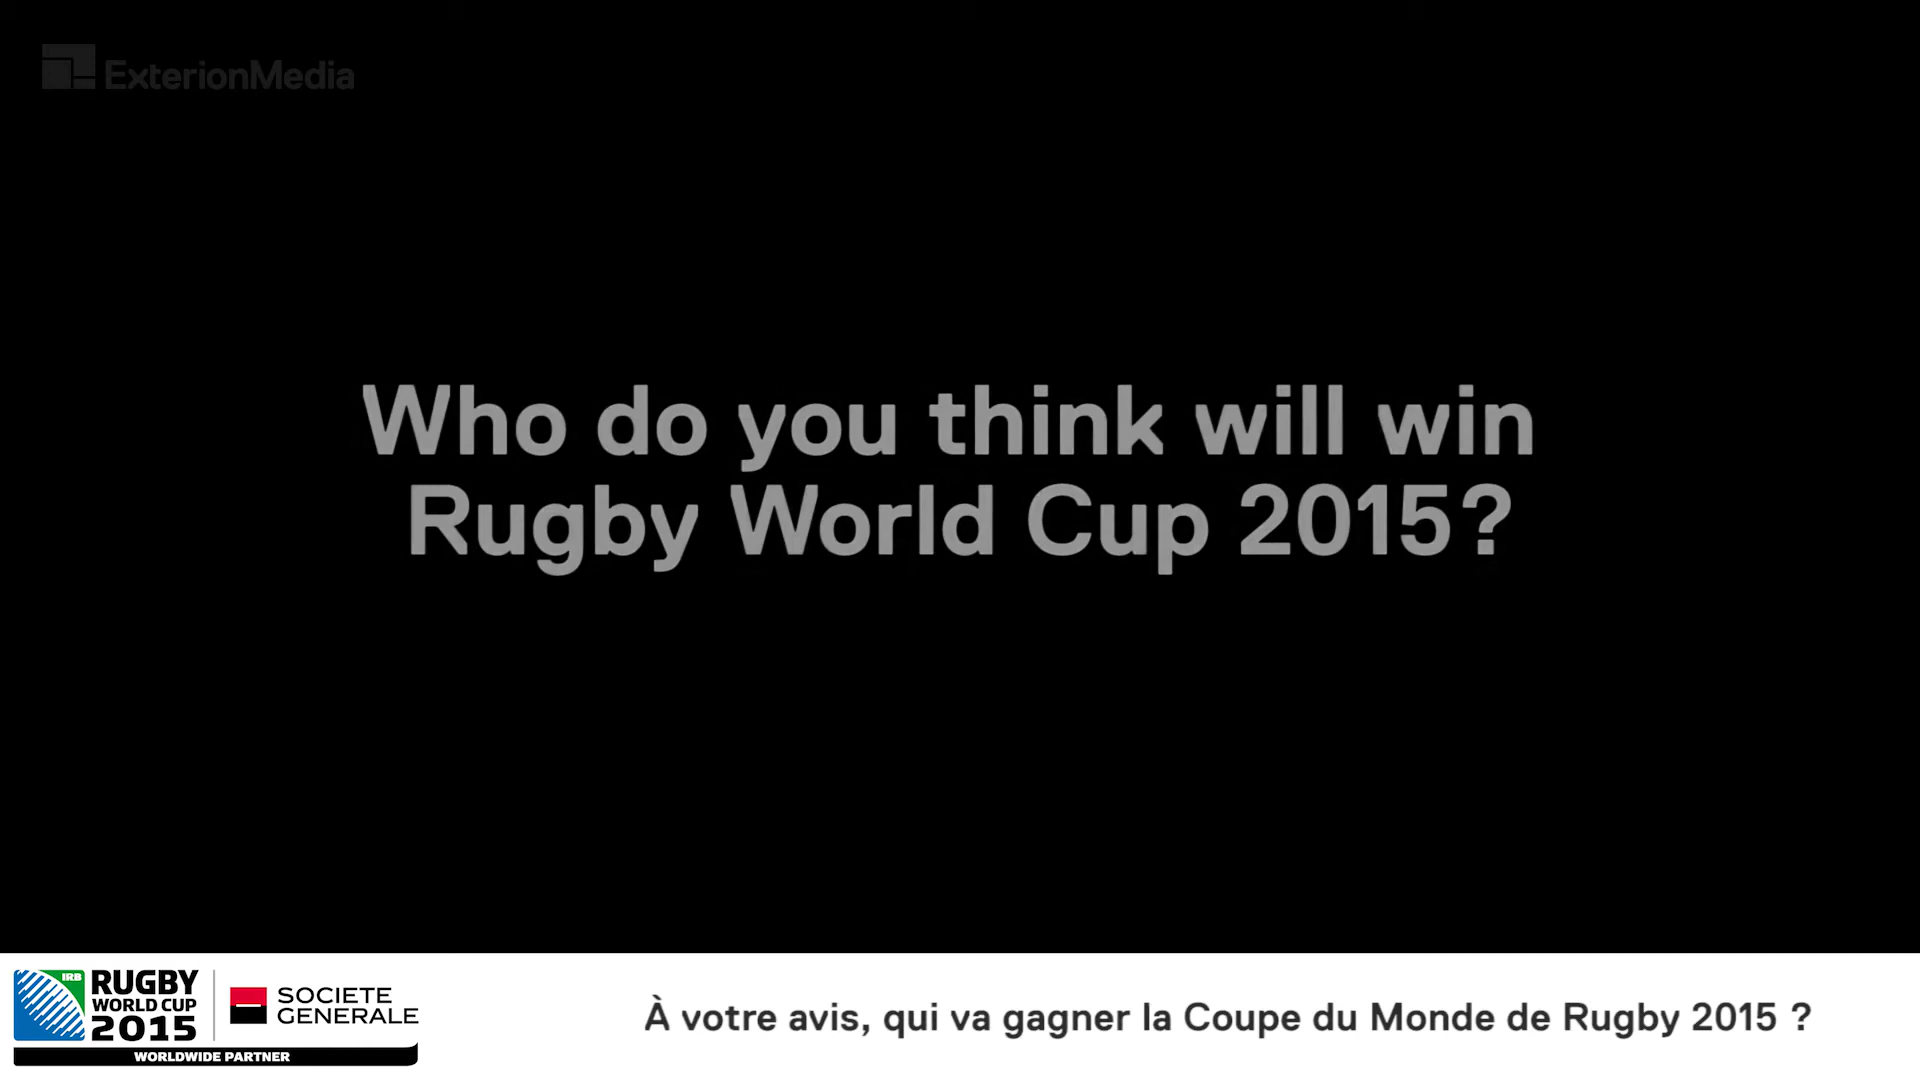 ExterionMedia
Who do you think will win
Rugby World Cup 2015?
IRB
RUGBY
WORLD CUP
2015
WORLDWIDE PARTNER
SOCIETE
GENERALE
À votre avis, qui va gagner la Coupe du Monde de Rugby 2015 ?